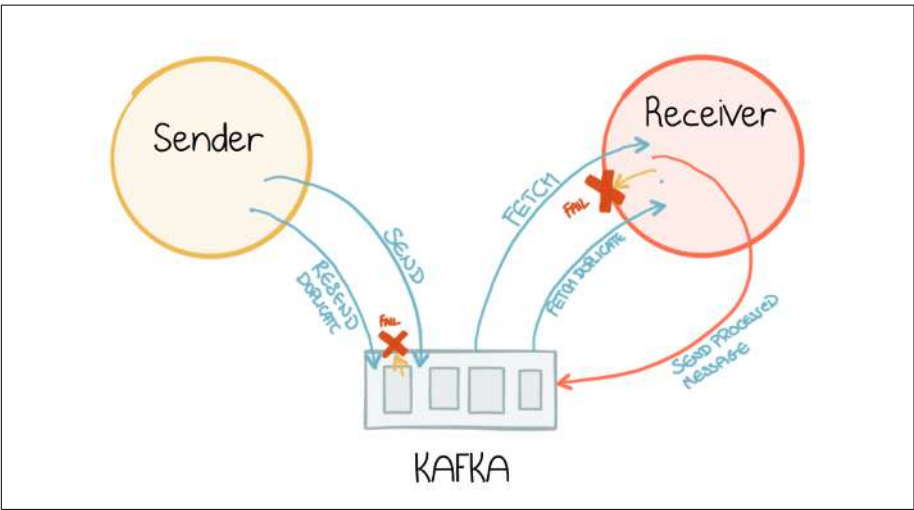 Sender
Receiver
FETCH
FAIL
SEND
RESEND
DUPLICATE
FETCH DUPLICATE
FAIL
SEND PROCESSED
MESSAGE
KAFKA